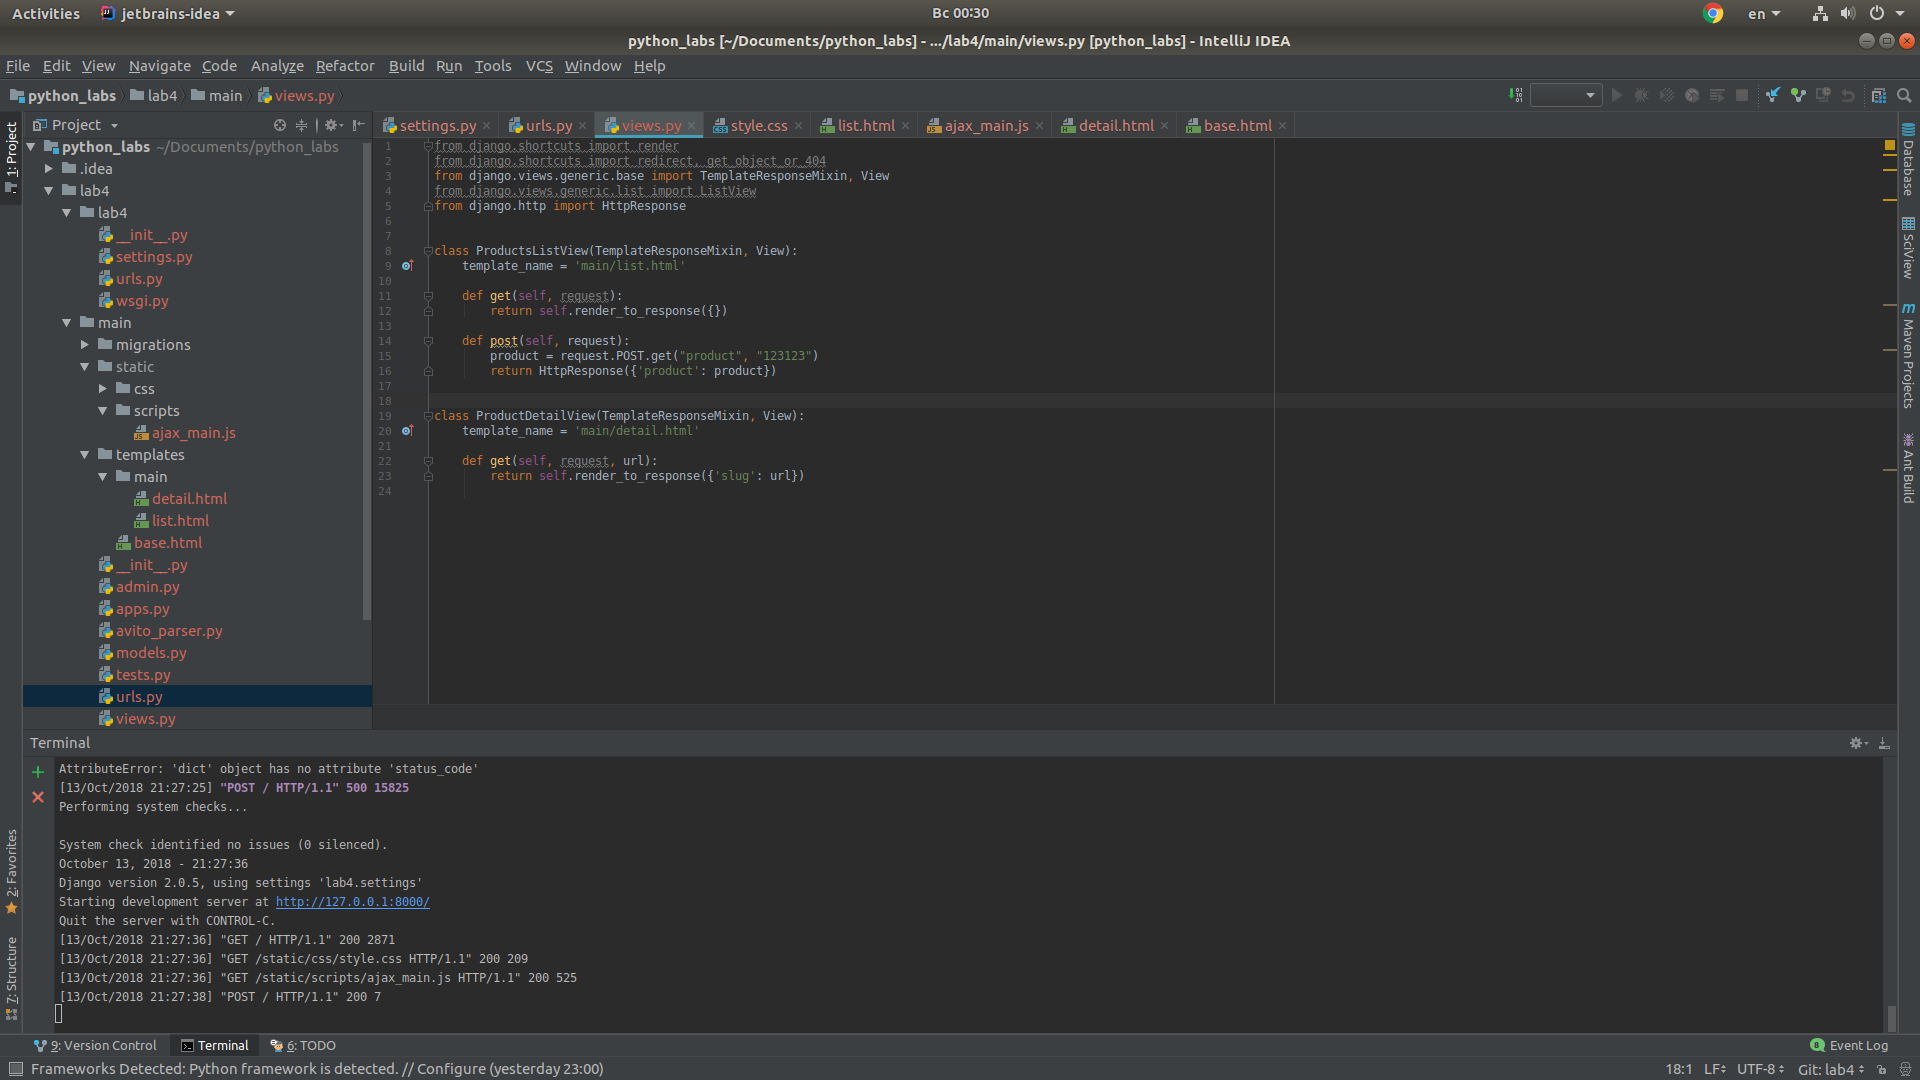 Activities jetbrains-idea Вс 00:30 en
python_labs [~/Documents/python_labs] - .../lab4/main/views.py [python_labs] - IntelliJ IDEA
File Edit View Navigate Code Analyze Refactor Build Run Tools VCS Window Help
python_labs lab4 main views.py
1: Project
Project
python_labs ~/Documents/python_labs
.idea
lab4
lab4
__init__.py
settings.py
urls.py
wsgi.py
main
migrations
static
css
scripts
ajax_main.js
templates
main
detail.html
list.html
base.html
__init__.py
admin.py
apps.py
avito_parser.py
models.py
tests.py
urls.py
views.py
settings.py urls.py views.py style.css list.html ajax_main.js detail.html base.html
1 from django.shortcuts import render
2 from django.shortcuts import redirect, get_object_or_404
3 from django.views.generic.base import TemplateResponseMixin, View
4 from django.views.generic.list import ListView
5 from django.http import HttpResponse
6
7
8 class ProductsListView(TemplateResponseMixin, View):
9 template_name = 'main/list.html'
10
11 def get(self, request):
12 return self.render_to_response({})
13
14 def post(self, request):
15 product = request.POST.get("product", "123123")
16 return HttpResponse({'product': product})
17
18
19 class ProductDetailView(TemplateResponseMixin, View):
20 template_name = 'main/detail.html'
21
22 def get(self, request, url):
23 return self.render_to_response({'slug': url})
24
Database
SciView
Maven Projects
Ant Build
2: Favorites
7: Structure
Terminal
AttributeError: 'dict' object has no attribute 'status_code'
[13/Oct/2018 21:27:25] "POST / HTTP/1.1" 500 15825
Performing system checks...
System check identified no issues (0 silenced).
October 13, 2018 - 21:27:36
Django version 2.0.5, using settings 'lab4.settings'
Starting development server at http://127.0.0.1:8000/
Quit the server with CONTROL-C.
[13/Oct/2018 21:27:36] "GET / HTTP/1.1" 200 2871
[13/Oct/2018 21:27:36] "GET /static/css/style.css HTTP/1.1" 200 209
[13/Oct/2018 21:27:36] "GET /static/scripts/ajax_main.js HTTP/1.1" 200 525
[13/Oct/2018 21:27:38] "POST / HTTP/1.1" 200 7
9: Version Control Terminal 6: TODO 8 Event Log
Frameworks Detected: Python framework is detected. // Configure (yesterday 23:00) 18:1 LF UTF-8 Git: lab4